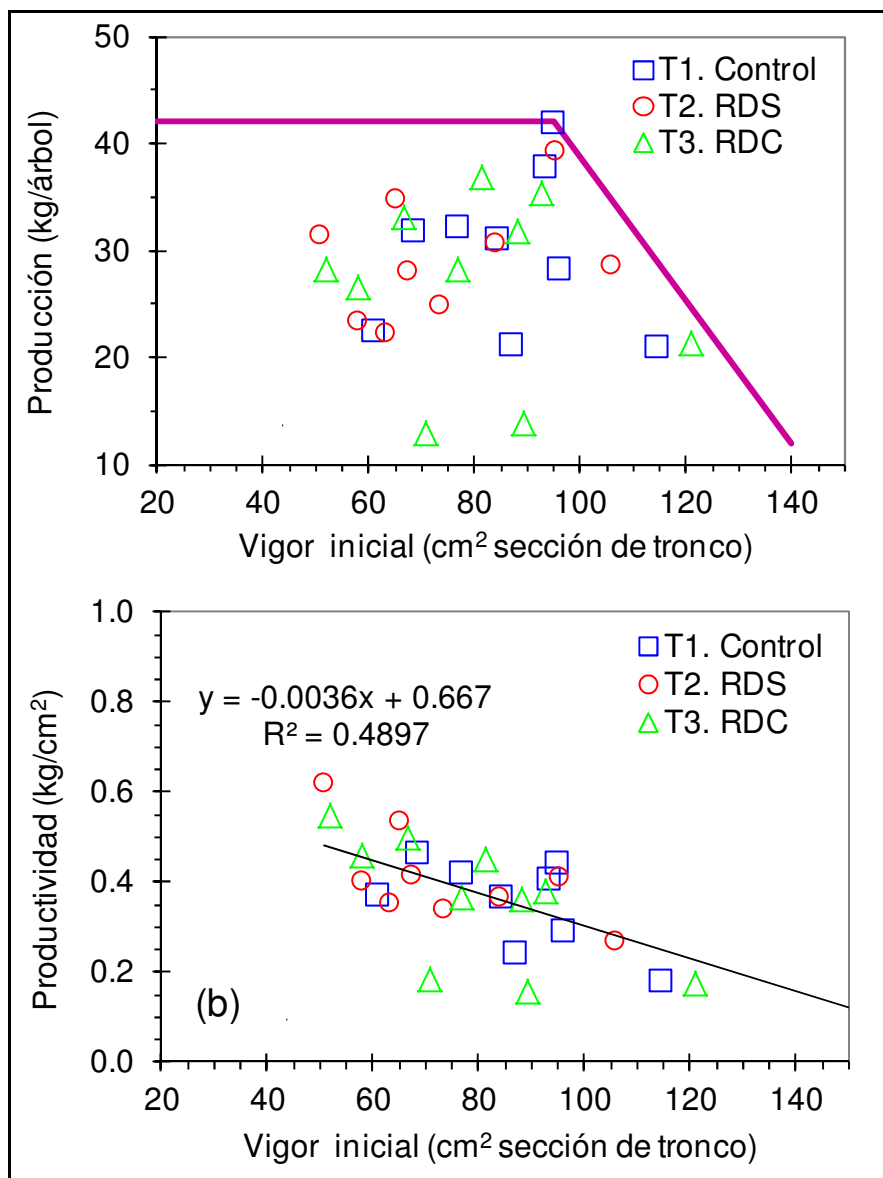 50
40
30
20
10
Producción (kg/árbol)
T1. Control
T2. RDS
T3. RDC
20 40 60 80 100 120 140
Vigor inicial (cm² sección de tronco)
1.0
0.8
0.6
0.4
0.2
0.0
Productividad (kg/cm²)
T1. Control
T2. RDS
T3. RDC
y = -0.0036x + 0.667
R² = 0.4897
(b)
20 40 60 80 100 120 140
Vigor inicial (cm² sección de tronco)